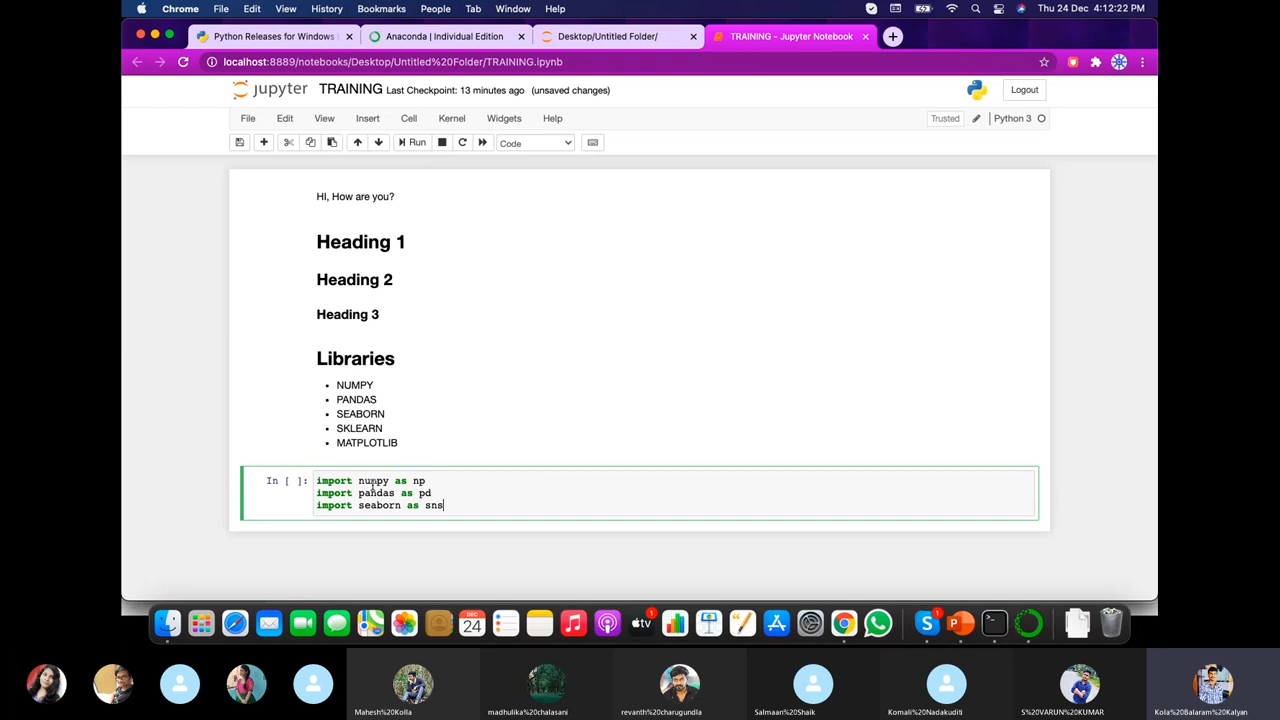 Chrome File Edit View History Bookmarks People Tab Window Help Thu 24 Dec 4:12:22 PM
Python Releases for Windows Anaconda | Individual Edition Desktop/Untitled Folder/ TRAINING - Jupyter Notebook
localhost:8889/notebooks/Desktop/Untitled%20Folder/TRAINING.ipynb
jupyter TRAINING Last Checkpoint: 13 minutes ago (unsaved changes) Logout
File Edit View Insert Cell Kernel Widgets Help Trusted Python 3
Run Code
HI, How are you?
Heading 1
Heading 2
Heading 3
Libraries
• NUMPY
• PANDAS
• SEABORN
• SKLEARN
• MATPLOTLIB
In [ ]: import numpy as np
import pandas as pd
import seaborn as sns
DEC
24
tv
1
1
Mahesh%20Kolla madhulika%20chalasani revanth%20charugundla Salmaan%20Shaik Komali%20Nadakuditi S%20VARUN%20KUMAR Kola%20Balaram%20Kalyan